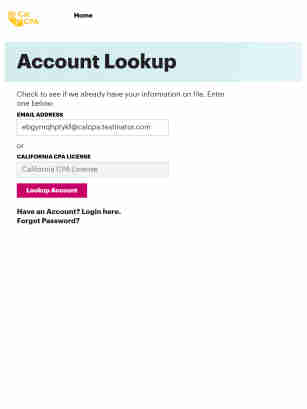 Cal
CPA
Home
Account Lookup
Check to see if we already have your information on file. Enter
one below.
EMAIL ADDRESS
ebgymqhptykf@calcpa.testinator.com
or
CALIFORNIA CPA LICENSE
California CPA License
Lookup Account
Have an Account? Login here.
Forgot Password?